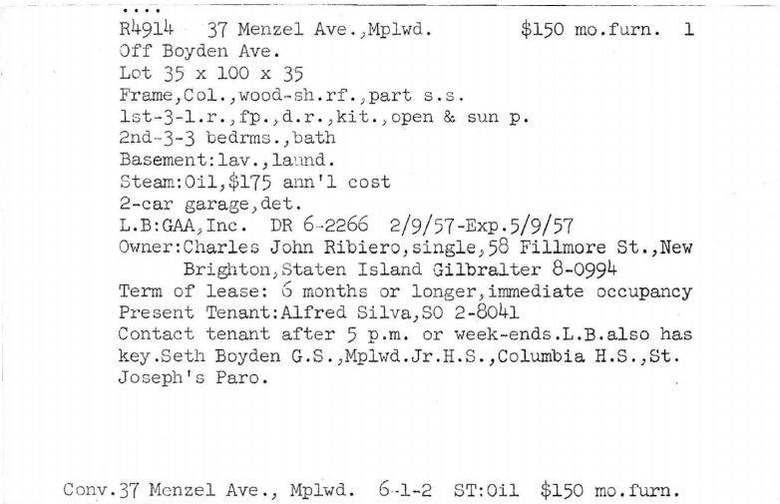 ....
R4914 37 Menzel Ave.,Mplwd. $150 mo.furn. 1
Off Boyden Ave.
Lot 35 x 100 x 35
Frame,Col.,wood-sh.rf.,part s.s.
1st-3-l.r.,fp.,d.r.,kit.,open & sun p.
2nd-3-3 bedrms.,bath
Basement:lav.,laund.
Steam:Oil,$175 ann'l cost
2-car garage,det.
L.B:GAA,Inc. DR 6-2266 2/9/57-Exp.5/9/57
Owner:Charles John Ribiero,single,58 Fillmore St.,New
Brighton,Staten Island Gilbralter 8-0994
Term of lease: 6 months or longer,immediate occupancy
Present Tenant:Alfred Silva,SO 2-8041
Contact tenant after 5 p.m. or week-ends.L.B.also has
key.Seth Boyden G.S.,Mplwd.Jr.H.S.,Columbia H.S.,St.
Joseph's Paro.
Conv.37 Menzel Ave., Mplwd. 6-1-2 ST:Oil $150 mo.furn.